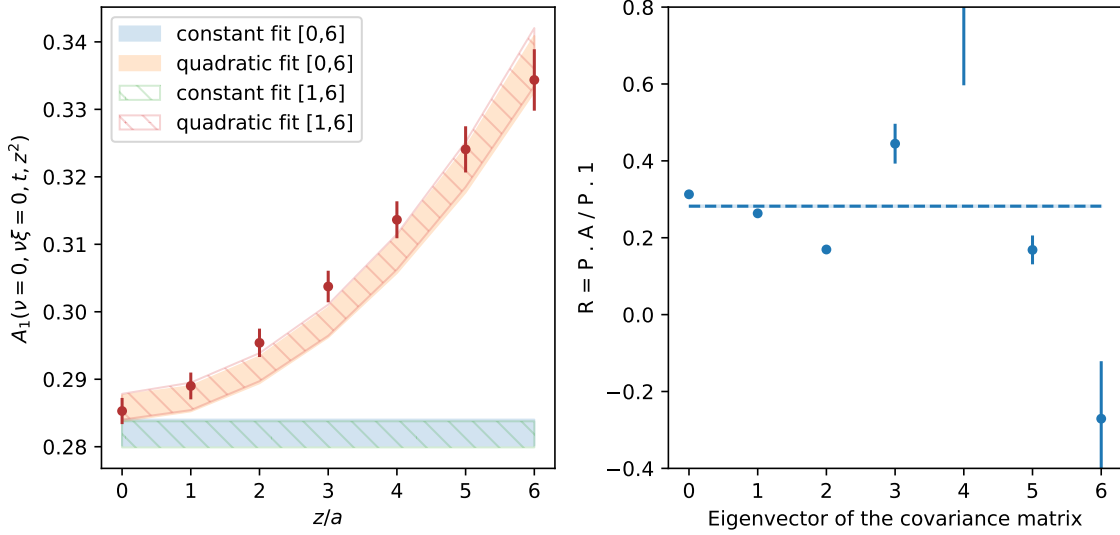 0.34
0.33
0.32
0.31
0.30
0.29
0.28
A₁(ν = 0, νξ = 0, t, z²)
constant fit [0,6]
quadratic fit [0,6]
constant fit [1,6]
quadratic fit [1,6]
0 1 2 3 4 5 6
z/a
0.8
0.6
0.4
0.2
0.0
−0.2
−0.4
R = P . A / P . 1
0 1 2 3 4 5 6
Eigenvector of the covariance matrix